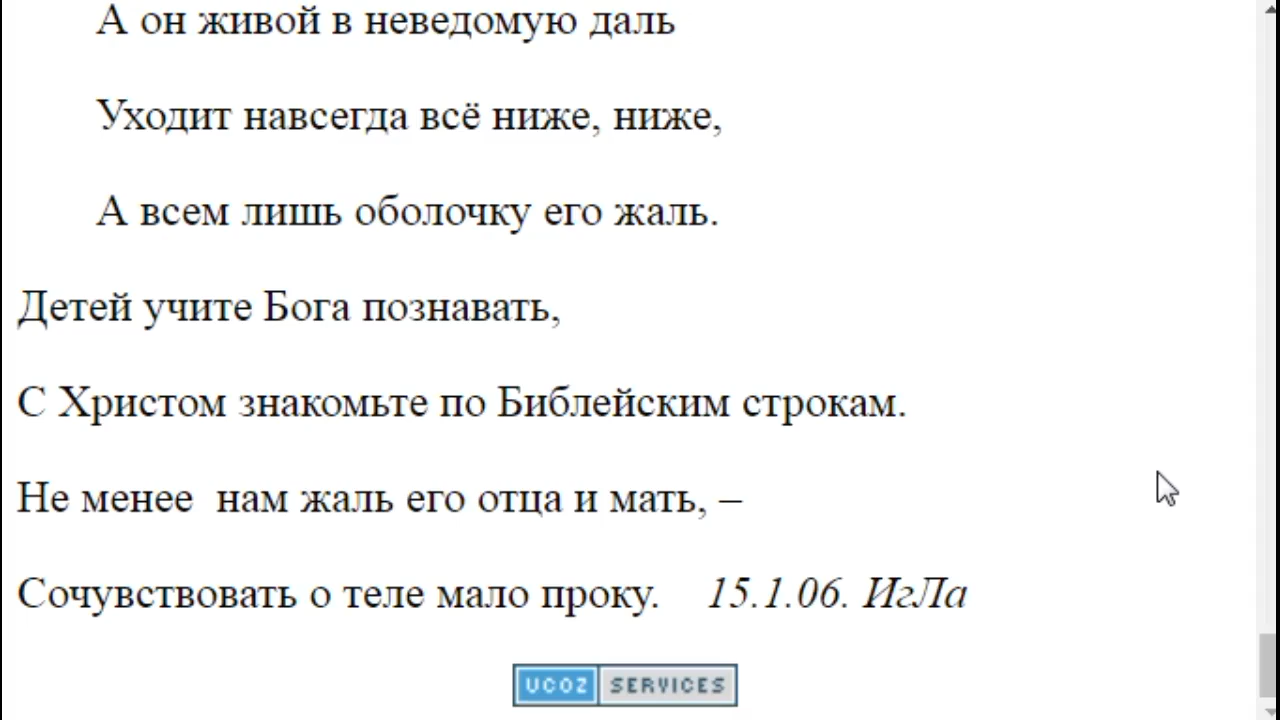 А он живой в неведомую даль
Уходит навсегда всё ниже, ниже,
А всем лишь оболочку его жаль.
Детей учите Бога познавать,
С Христом знакомьте по Библейским строкам.
Не менее  нам жаль его отца и мать, –
Сочувствовать о теле мало проку.    15.1.06. ИгЛа
UCOZ SERVICES